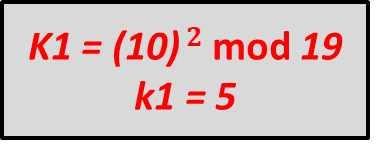 K1 = (10)² mod 19
k1 = 5